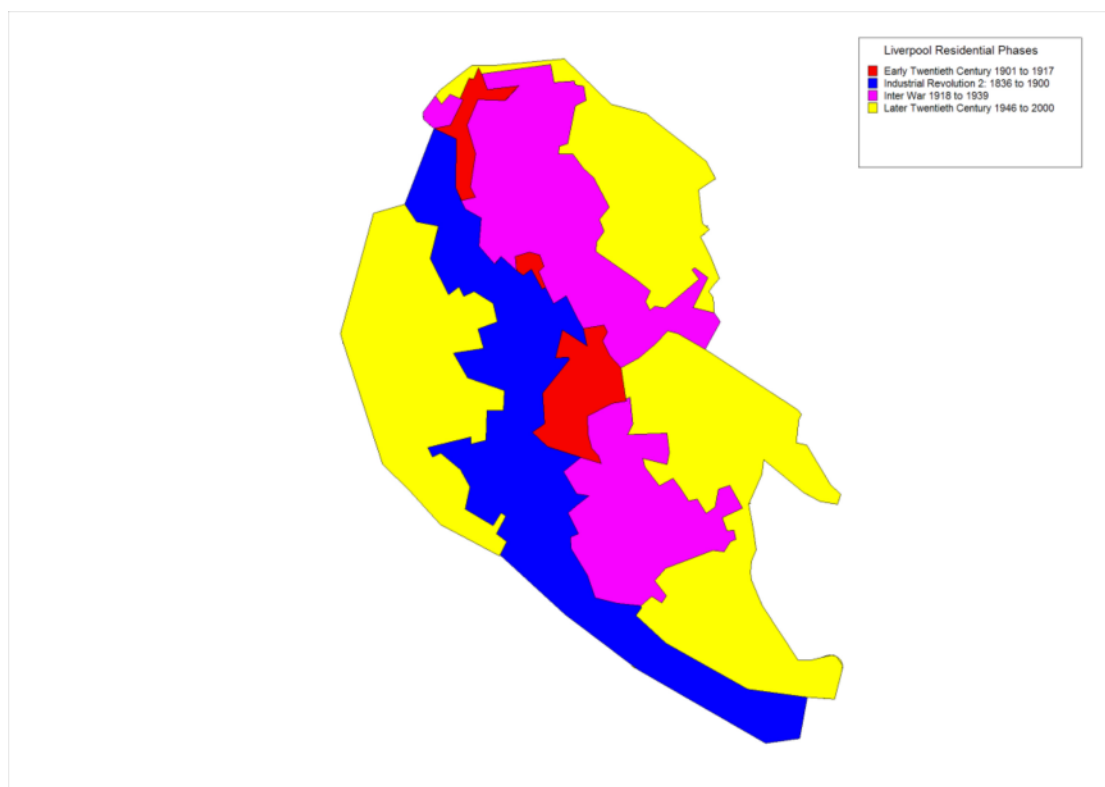 Liverpool Residential Phases
Early Twentieth Century 1901 to 1917
Industrial Revolution 2: 1836 to 1900
Inter War 1918 to 1939
Later Twentieth Century 1946 to 2000